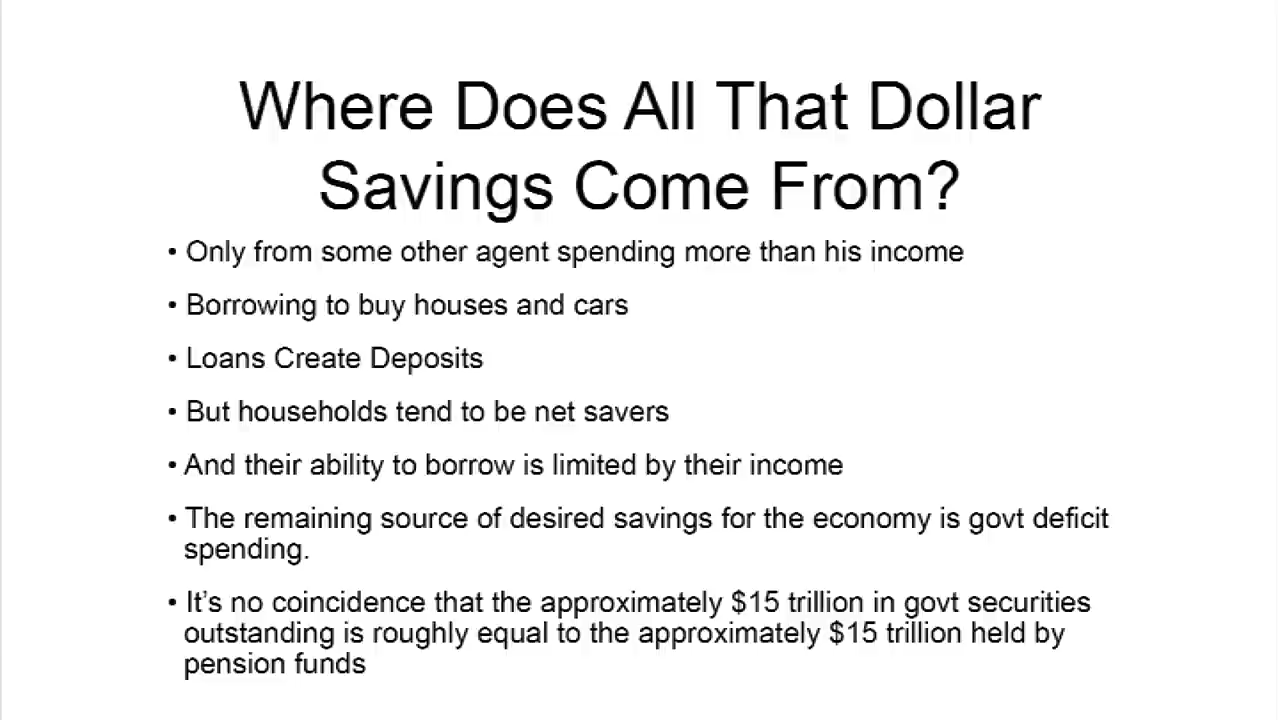 Where Does All That Dollar
Savings Come From?
• Only from some other agent spending more than his income
• Borrowing to buy houses and cars
• Loans Create Deposits
• But households tend to be net savers
• And their ability to borrow is limited by their income
• The remaining source of desired savings for the economy is govt deficit
spending.
• It’s no coincidence that the approximately $15 trillion in govt securities
outstanding is roughly equal to the approximately $15 trillion held by
pension funds